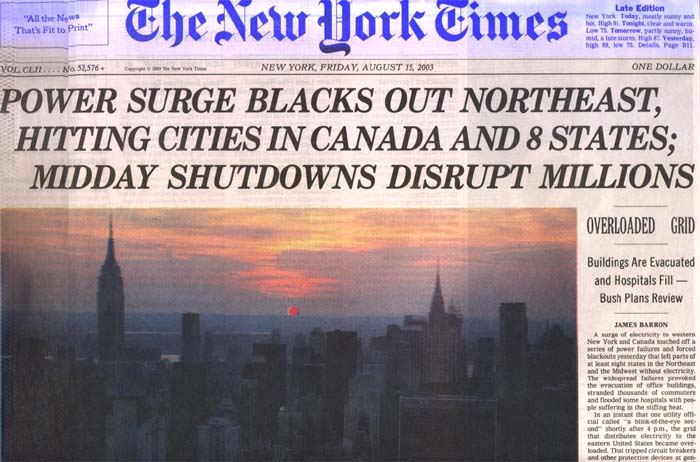 "All the News
That's Fit to Print"
The New York Times
Late Edition
New York: Today, mostly sunny and
hot. High 91. Tonight, clear and warm.
Low 75. Tomorrow, partly sunny, hu-
mid, a late storm. High 87. Yesterday,
high 89, low 75. Details, Page B11.
VOL. CLII .... No. 52,576 +
Copyright © 2003 The New York Times
NEW YORK, FRIDAY, AUGUST 15, 2003
ONE DOLLAR
POWER SURGE BLACKS OUT NORTHEAST,
HITTING CITIES IN CANADA AND 8 STATES;
MIDDAY SHUTDOWNS DISRUPT MILLIONS
OVERLOADED GRID
Buildings Are Evacuated
and Hospitals Fill —
Bush Plans Review
JAMES BARRON
A surge of electricity to western
New York and Canada touched off a
series of power failures and forced
blackouts yesterday that left parts of
at least eight states in the Northeast
and the Midwest without electricity.
The widespread failures provoked
the evacuation of office buildings,
stranded thousands of commuters
and flooded some hospitals with peo-
ple suffering in the stifling heat.
In an instant that one utility offi-
cial called "a blink-of-the-eye sec-
ond" shortly after 4 p.m., the grid
that distributes electricity to the
eastern United States became over-
loaded. That tripped circuit breakers
and other protective devices at gen-